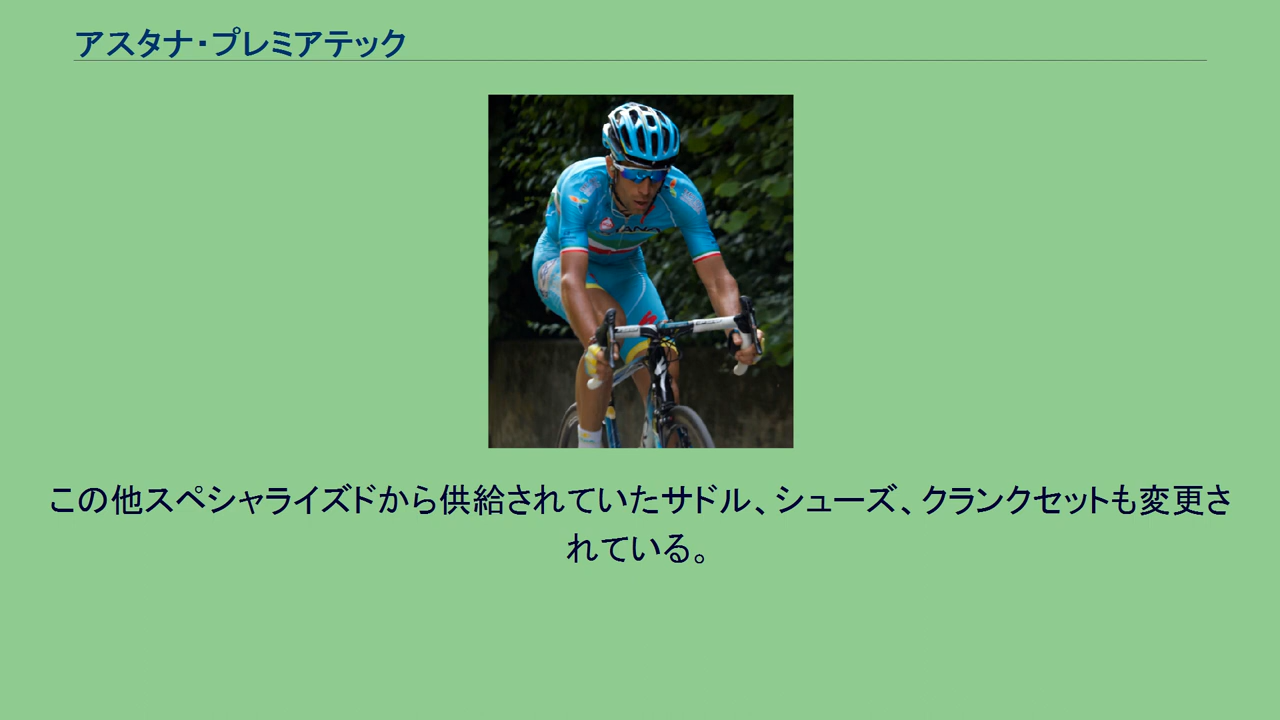 アスタナ・プレミアテック
この他スペシャライズドから供給されていたサドル、シューズ、クランクセットも変更さ
れている。